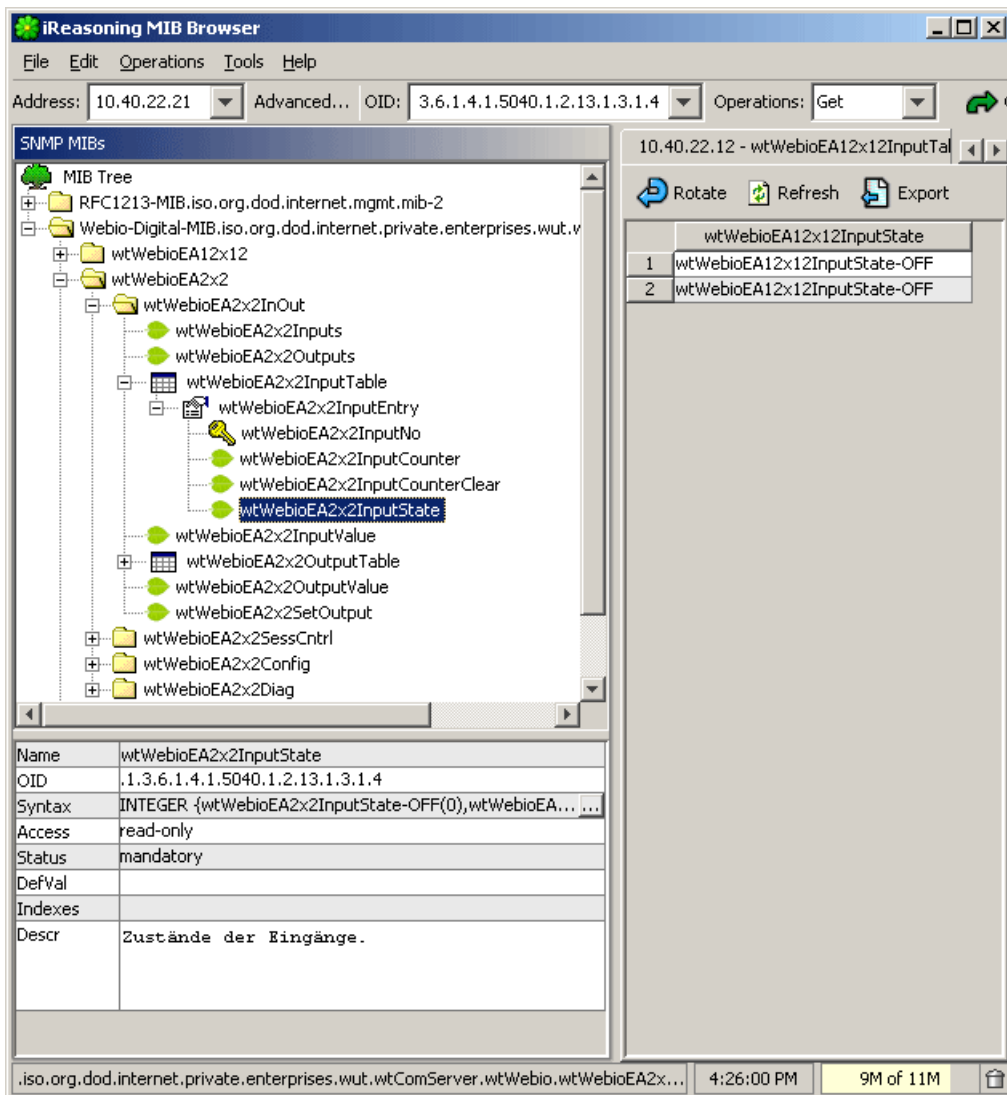 iReasoning MIB Browser
File Edit Operations Tools Help
Address: 10.40.22.21 Advanced... OID: 3.6.1.4.1.5040.1.2.13.1.3.1.4 Operations: Get
SNMP MIBs
MIB Tree
RFC1213-MIB.iso.org.dod.internet.mgmt.mib-2
Webio-Digital-MIB.iso.org.dod.internet.private.enterprises.wut.w
wtWebioEA12x12
wtWebioEA2x2
wtWebioEA2x2InOut
wtWebioEA2x2Inputs
wtWebioEA2x2Outputs
wtWebioEA2x2InputTable
wtWebioEA2x2InputEntry
wtWebioEA2x2InputNo
wtWebioEA2x2InputCounter
wtWebioEA2x2InputCounterClear
wtWebioEA2x2InputState
wtWebioEA2x2InputValue
wtWebioEA2x2OutputTable
wtWebioEA2x2OutputValue
wtWebioEA2x2SetOutput
wtWebioEA2x2SessCntrl
wtWebioEA2x2Config
wtWebioEA2x2Diag
Name wtWebioEA2x2InputState
OID .1.3.6.1.4.1.5040.1.2.13.1.3.1.4
Syntax INTEGER {wtWebioEA2x2InputState-OFF(0),wtWebioEA... ...
Access read-only
Status mandatory
DefVal
Indexes
Descr Zustände der Eingänge.
10.40.22.12 - wtWebioEA12x12InputTal
Rotate Refresh Export
wtWebioEA12x12InputState
1 wtWebioEA12x12InputState-OFF
2 wtWebioEA12x12InputState-OFF
.iso.org.dod.internet.private.enterprises.wut.wtComServer.wtWebio.wtWebioEA2x... 4:26:00 PM 9M of 11M